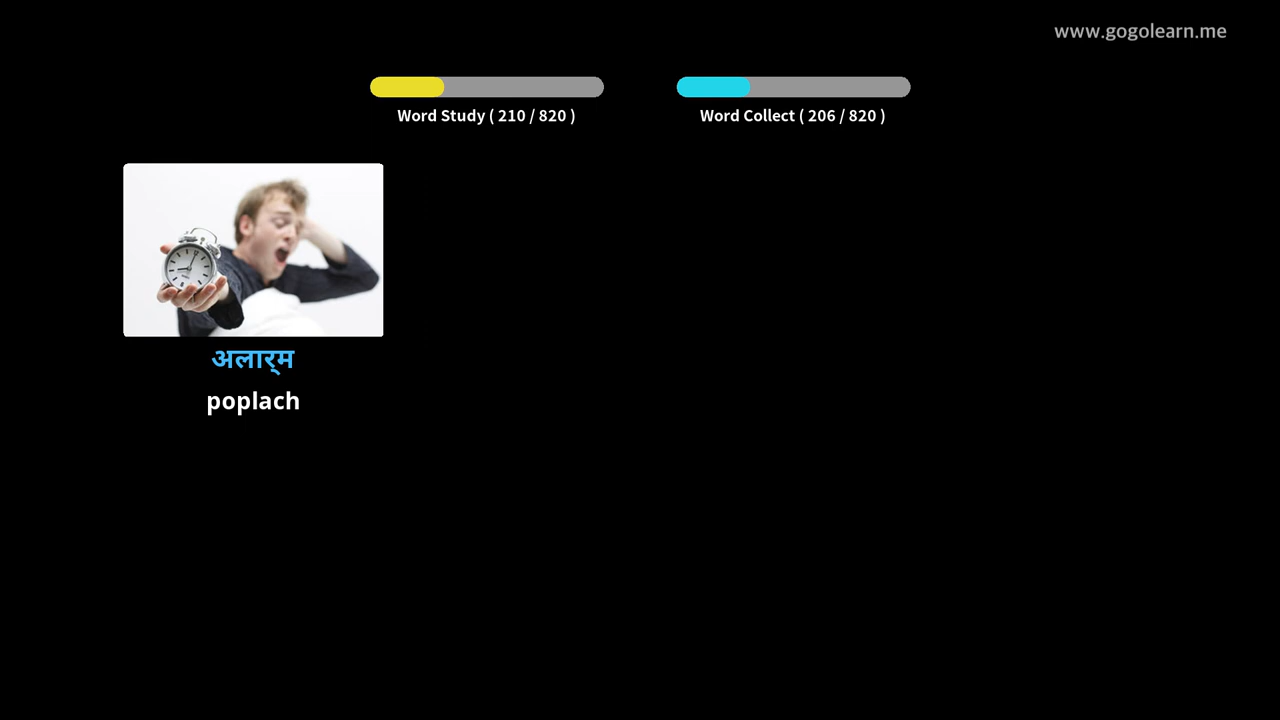 www.gogolearn.me
Word Study ( 210 / 820 )
Word Collect ( 206 / 820 )
अलार्म
poplach